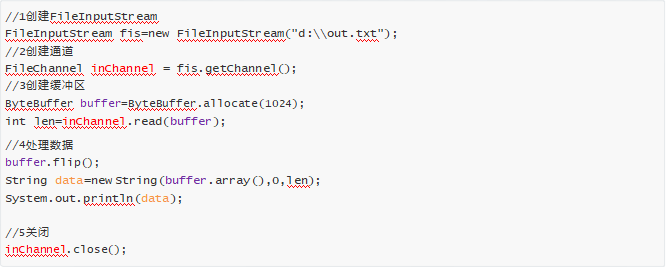 //1创建FileInputStream
FileInputStream fis=new FileInputStream("d:\\out.txt");
//2创建通道
FileChannel inChannel = fis.getChannel();
//3创建缓冲区
ByteBuffer buffer=ByteBuffer.allocate(1024);
int len=inChannel.read(buffer);
//4处理数据
buffer.flip();
String data=new String(buffer.array(),0,len);
System.out.println(data);
//5关闭
inChannel.close();